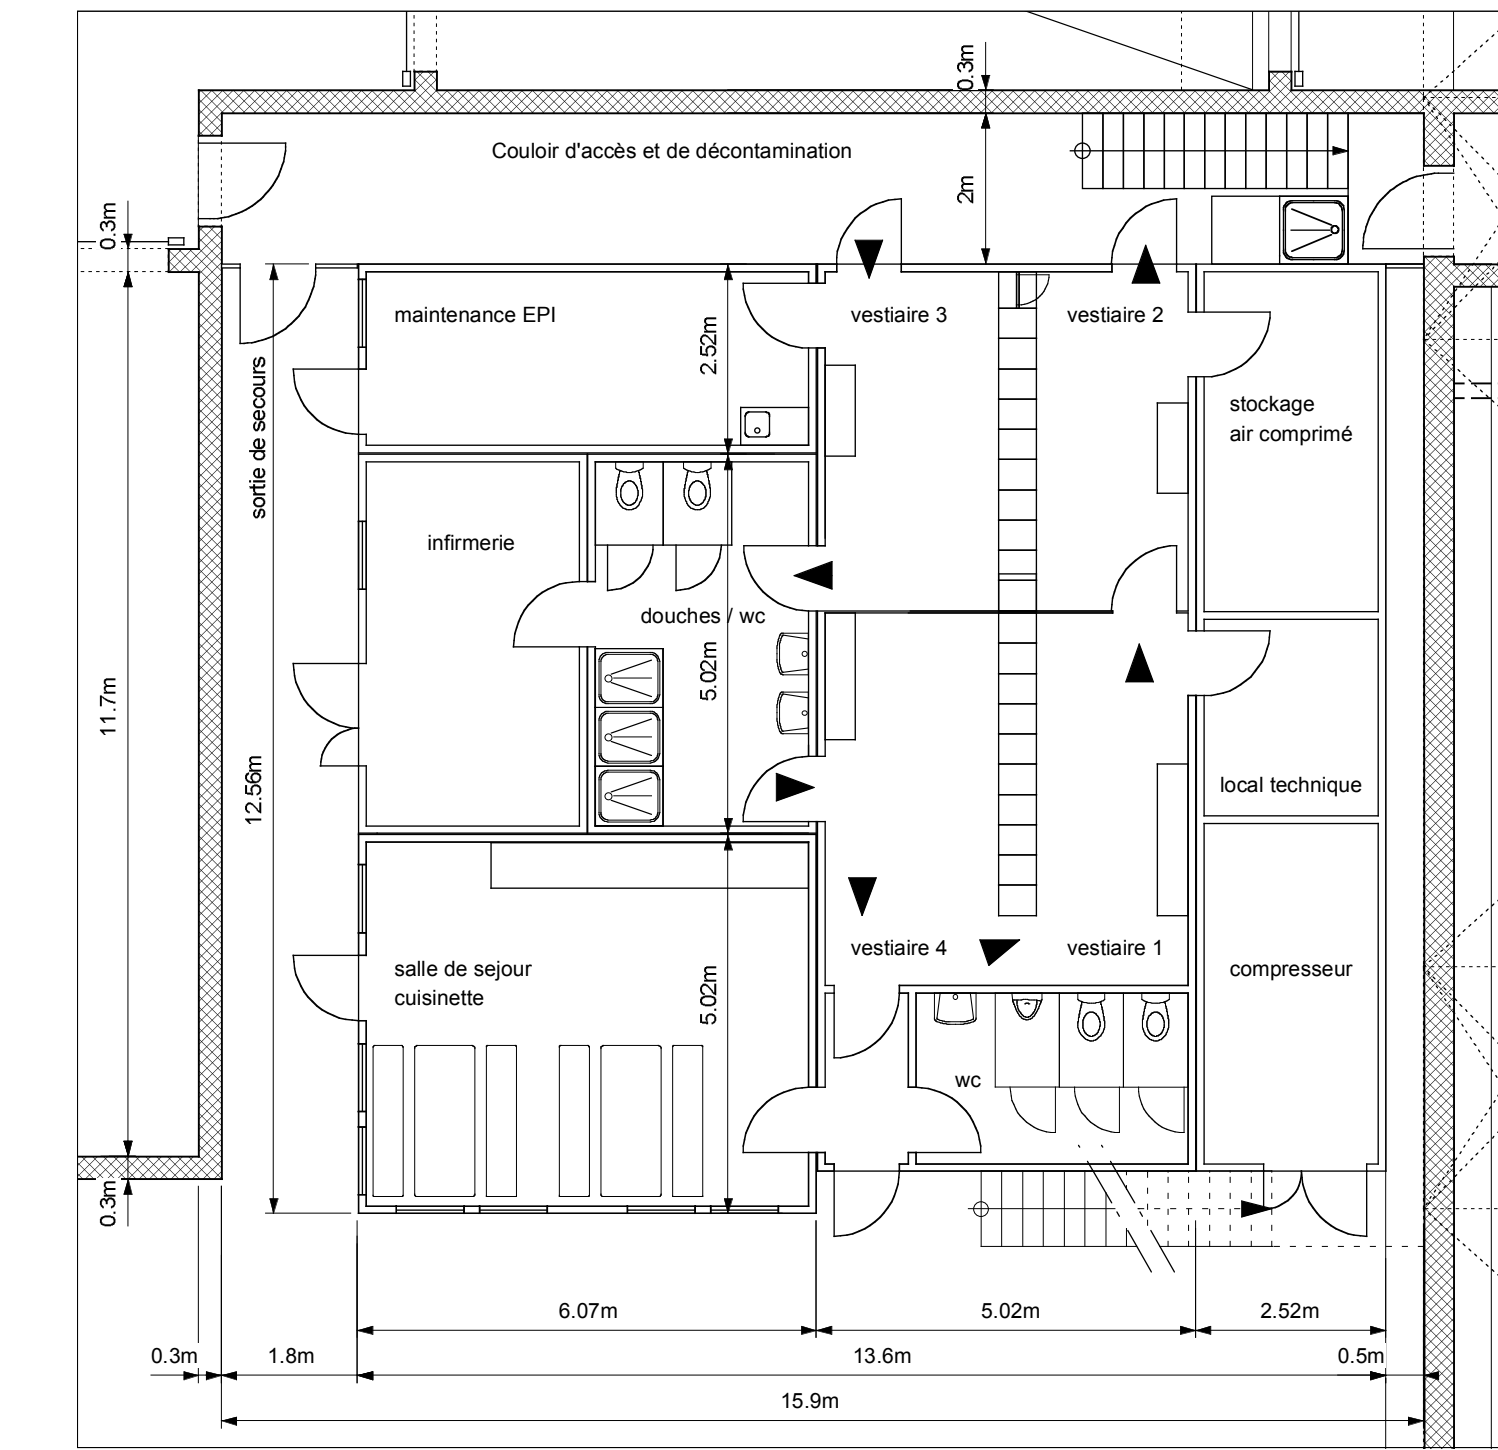 0.3m
Couloir d'accès et de décontamination
2m
0.3m
maintenance EPI
2.52m
vestiaire 3
vestiaire 2
sortie de secours
stockage
air comprimé
infirmerie
douches / wc
5.02m
11.7m
12.56m
local technique
vestiaire 4
vestiaire 1
salle de sejour
cuisinette
5.02m
compresseur
wc
0.3m
6.07m
5.02m
2.52m
0.3m
1.8m
13.6m
0.5m
15.9m